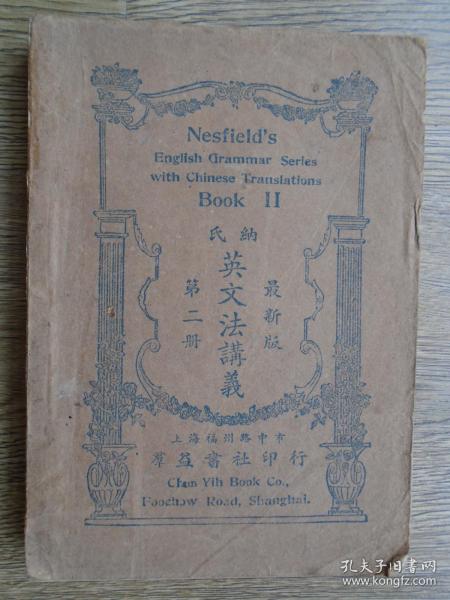 Nesfield's
English Grammar Series
with Chinese Translations
Book II
納氏
英文法講義
最新版
第二册
上海福州路中市
羣益書社印行
Chun Yih Book Co.,
Foochow Road, Shanghai.
孔夫子旧书网
www.kongfz.com